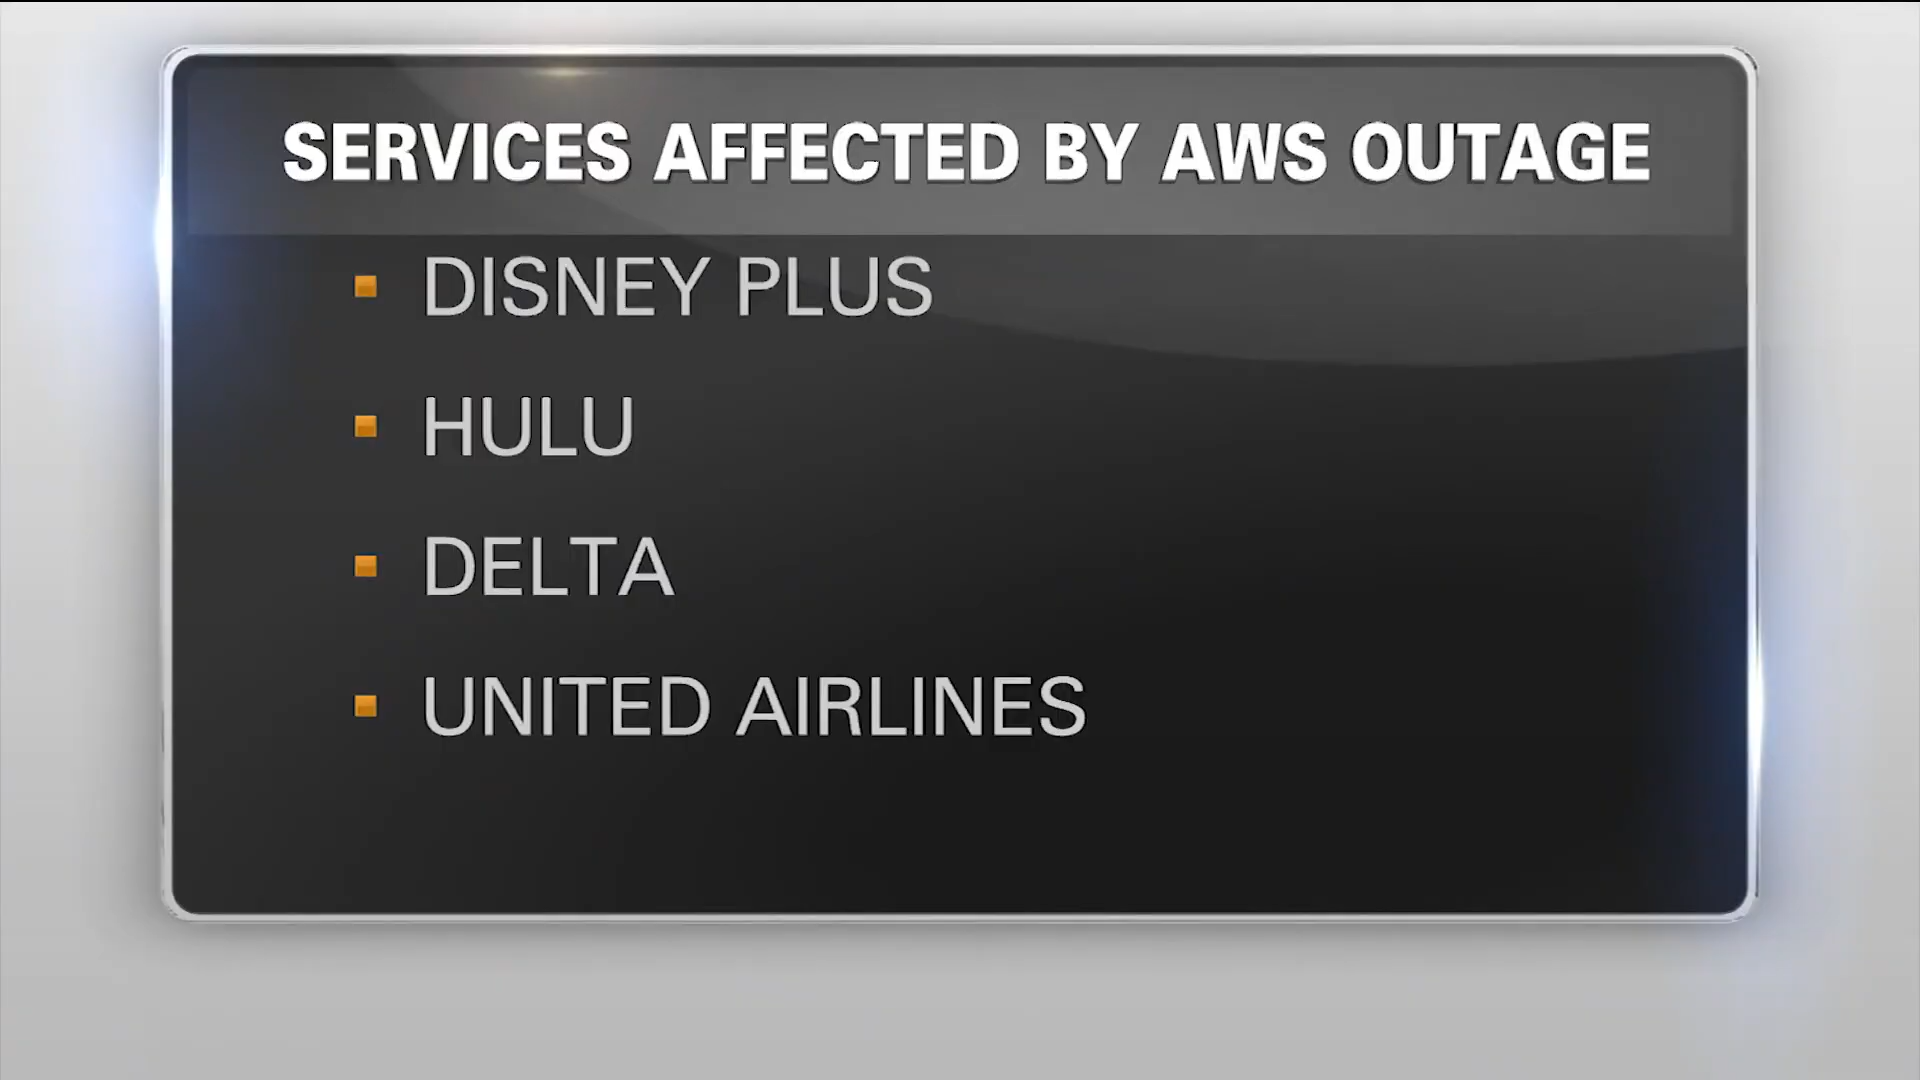 SERVICES AFFECTED BY AWS OUTAGE
DISNEY PLUS
HULU
DELTA
UNITED AIRLINES